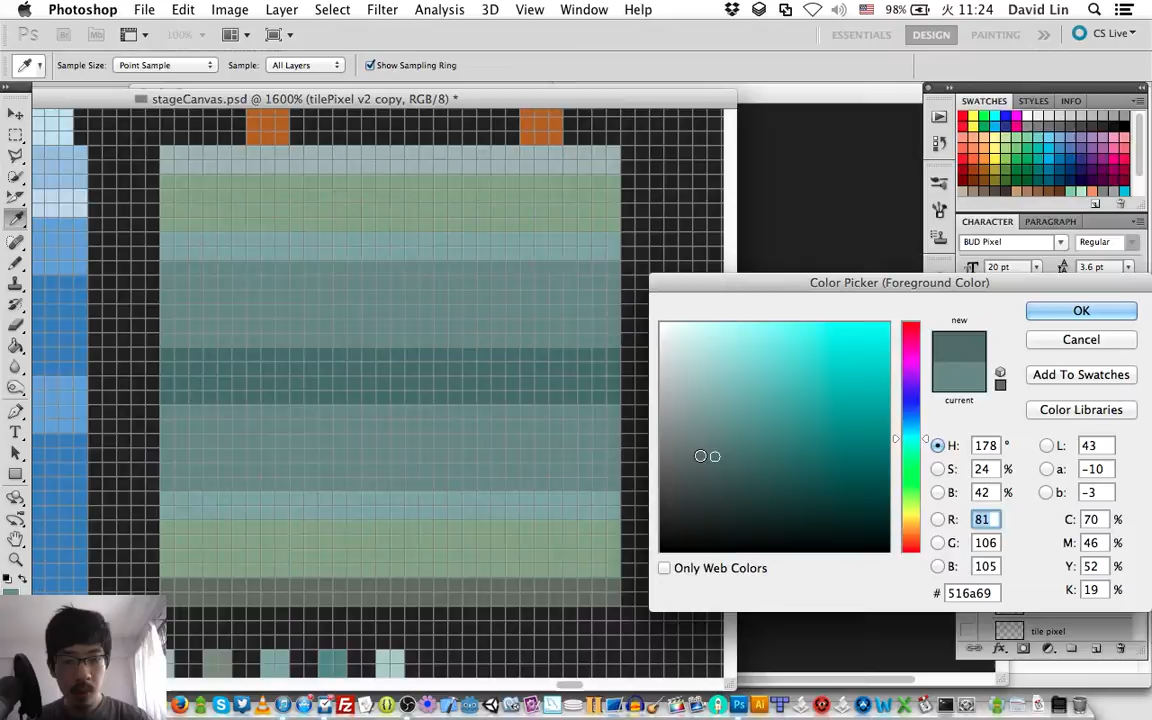 Photoshop File Edit Image Layer Select Filter Analysis 3D View Window Help 98% 火 11:24 David Lin
Ps Br Mb 100% ESSENTIALS DESIGN PAINTING CS Live
Sample Size: Point Sample Sample: All Layers Show Sampling Ring
stageCanvas.psd @ 1600% (tilePixel v2 copy, RGB/8) *
SWATCHES STYLES INFO
CHARACTER PARAGRAPH
BUD Pixel Regular
20 pt 3.6 pt
Color Picker (Foreground Color)
new
OK
Cancel
Add To Swatches
current
Color Libraries
H: 178 ° L: 43
S: 24 % a: -10
B: 42 % b: -3
R: 81 C: 70 %
G: 106 M: 46 %
B: 105 Y: 52 %
# 516a69 K: 19 %
Only Web Colors
tile pixel